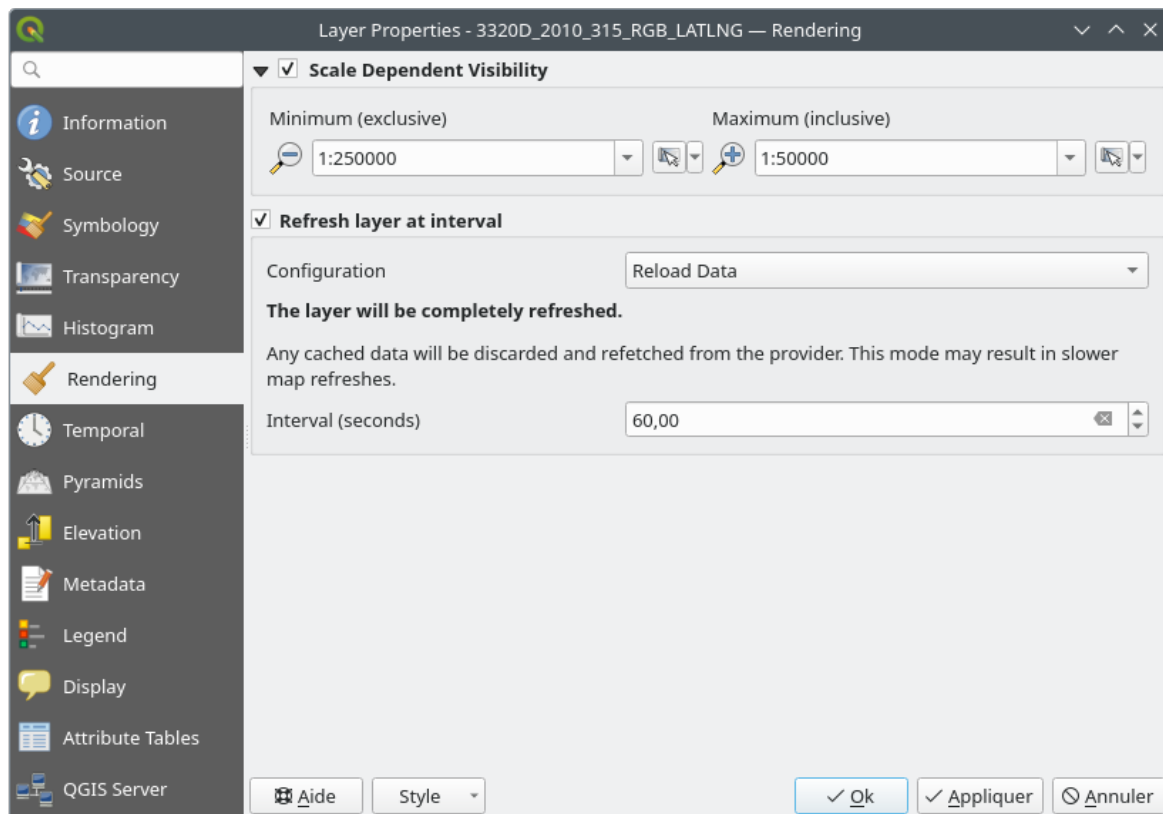 Layer Properties - 3320D_2010_315_RGB_LATLNG — Rendering
Information
Source
Symbology
Transparency
Histogram
Rendering
Temporal
Pyramids
Elevation
Metadata
Legend
Display
Attribute Tables
QGIS Server
Scale Dependent Visibility
Minimum (exclusive) Maximum (inclusive)
1:250000 1:50000
Refresh layer at interval
Configuration Reload Data
The layer will be completely refreshed.
Any cached data will be discarded and refetched from the provider. This mode may result in slower
map refreshes.
Interval (seconds) 60,00
Aide Style Ok Appliquer Annuler